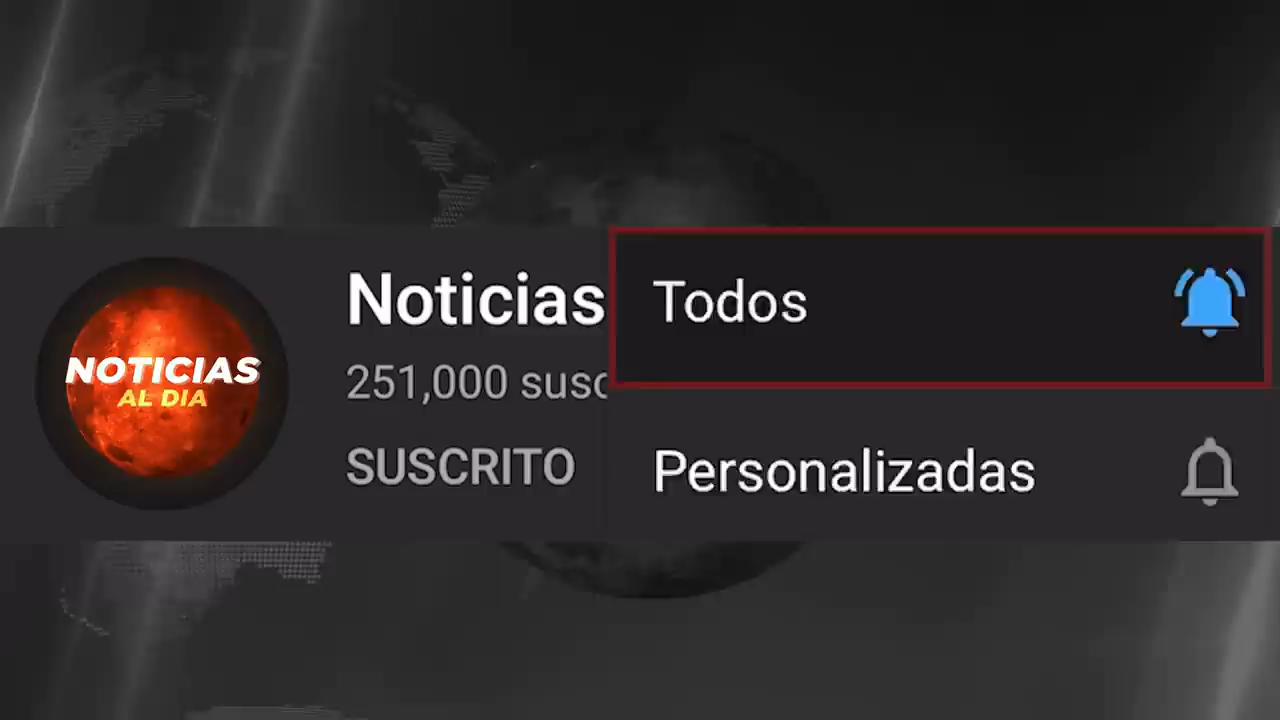 NOTICIAS
AL DIA
Noticias
251,000 susc
SUSCRITO
Todos
Personalizadas